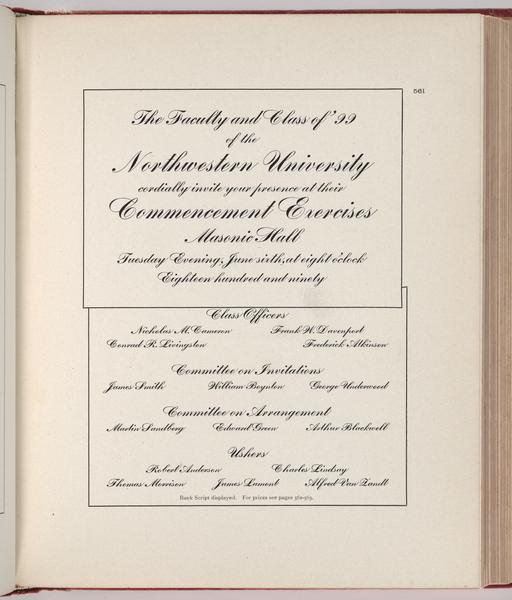 561
The Faculty and Class of '99
of the
Northwestern University
cordially invite your presence at their
Commencement Exercises
Masonic Hall
Tuesday Evening, June sixth, at eight o'clock
Eighteen hundred and ninety
Class Officers
Nicholas M. Cameron Frank W. Davenport
Conrad R. Livingston Frederick Atkinson
Committee on Invitations
James Smith William Boynton George Underwood
Committee on Arrangement
Martin Sandberg Edward Green Arthur Blackwell
Ushers
Robert Anderson Charles Lindsay
Thomas Morrison James Lamont Alfred Van Zandt
Bank Script displayed. For prices see pages 562-563.